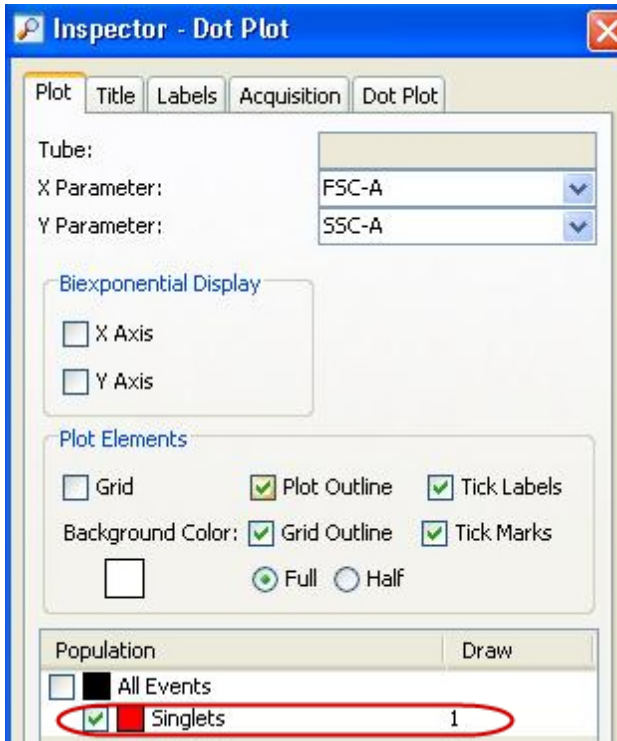 Inspector - Dot Plot
Plot Title Labels Acquisition Dot Plot
Tube:
X Parameter: FSC-A
Y Parameter: SSC-A
Biexponential Display
X Axis
Y Axis
Plot Elements
Grid Plot Outline Tick Labels
Background Color: Grid Outline Tick Marks
Full Half
Population Draw
All Events
Singlets 1